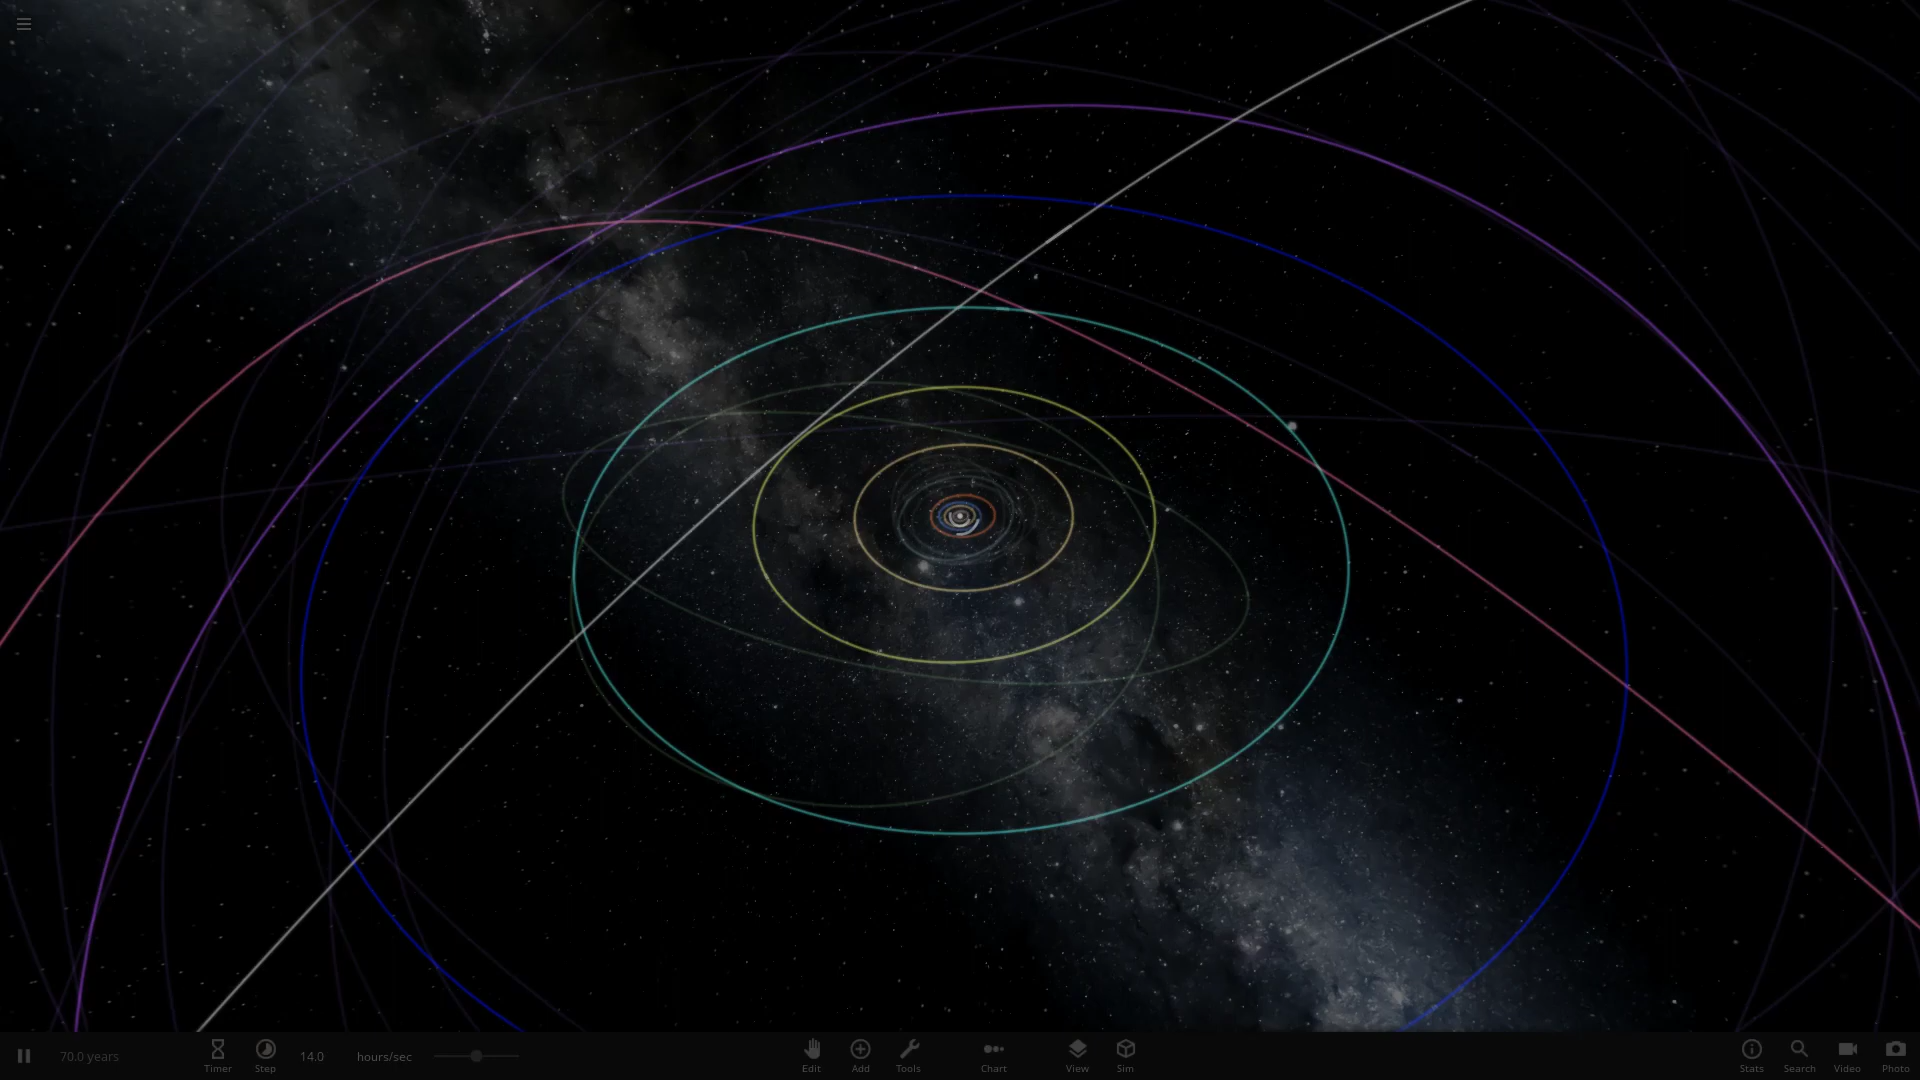 70.0 years
Timer
Step
14.0
hours/sec
Edit
Add
Tools
Chart
View
Sim
Stats
Search
Video
Photo